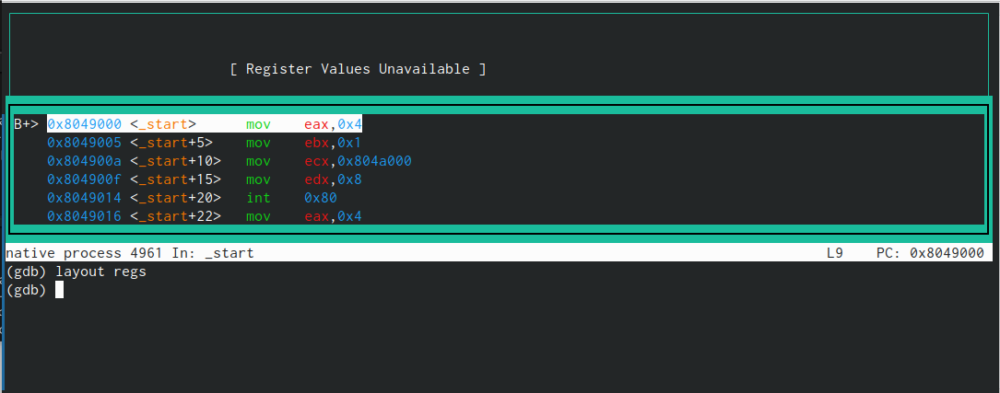 [ Register Values Unavailable ]
B+> 0x8049000 <_start> mov eax,0x4
0x8049005 <_start+5> mov ebx,0x1
0x804900a <_start+10> mov ecx,0x804a000
0x804900f <_start+15> mov edx,0x8
0x8049014 <_start+20> int 0x80
0x8049016 <_start+22> mov eax,0x4
native process 4961 In: _start L9 PC: 0x8049000
(gdb) layout regs
(gdb)